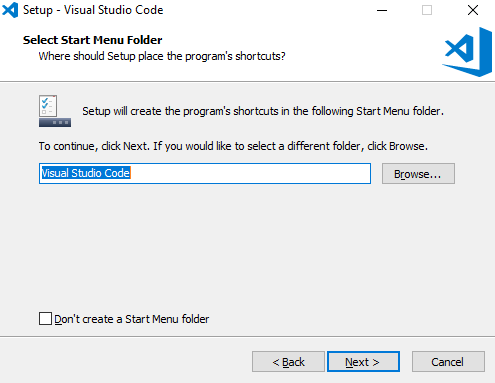 Setup - Visual Studio Code
Select Start Menu Folder
Where should Setup place the program's shortcuts?
Setup will create the program's shortcuts in the following Start Menu folder.
To continue, click Next. If you would like to select a different folder, click Browse.
Visual Studio Code
Browse...
Don't create a Start Menu folder
< Back
Next >
Cancel